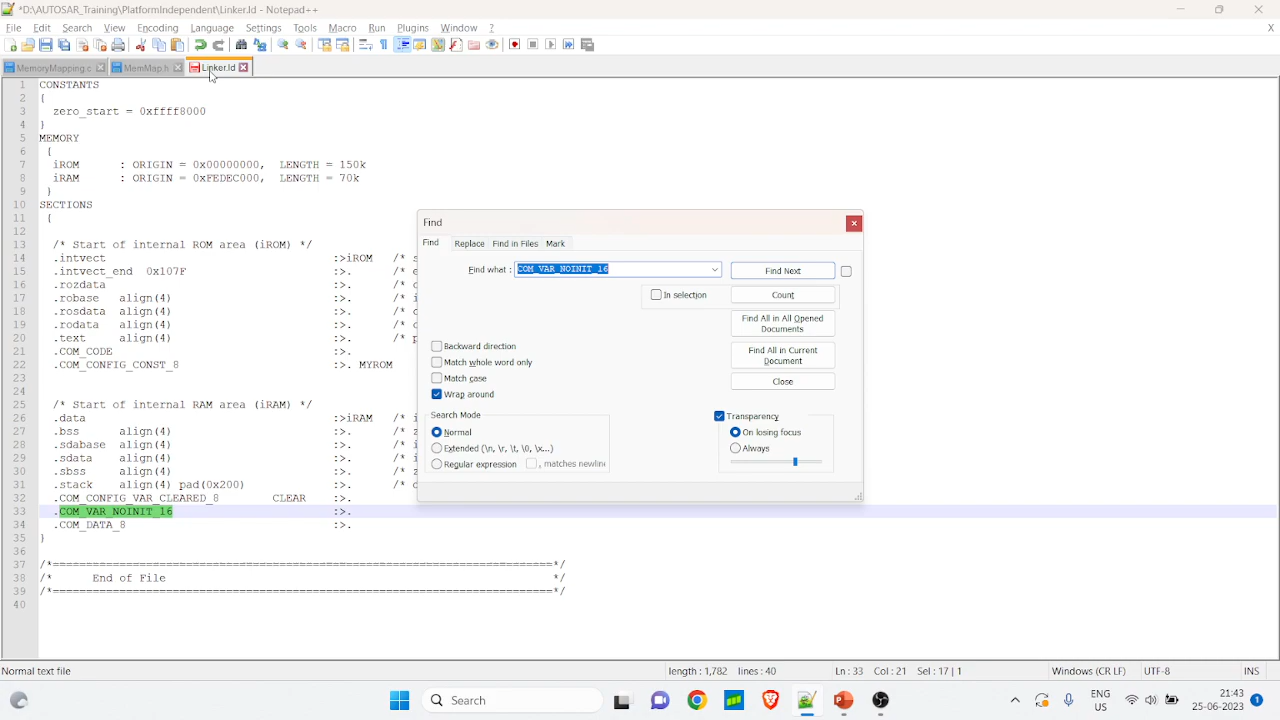 *D:\AUTOSAR_Training\PlatformIndependent\Linker.ld - Notepad++
File Edit Search View Encoding Language Settings Tools Macro Run Plugins Window ? X
MemoryMapping.c MemMap.h Linker.ld
1 CONSTANTS
2 {
3 zero_start = 0xffff8000
4 }
5 MEMORY
6 {
7 iROM : ORIGIN = 0x00000000, LENGTH = 150k
8 iRAM : ORIGIN = 0xFEDEC000, LENGTH = 70k
9 }
10 SECTIONS
11 {
12
13 /* Start of internal ROM area (iROM) */
14 .intvect :>iROM /* s
15 .intvect_end 0x107F :>. /* e
16 .rozdata :>. /* c
17 .robase align(4) :>. /* i
18 .rosdata align(4) :>. /* c
19 .rodata align(4) :>. /* c
20 .text align(4) :>. /* p
21 .COM_CODE :>.
22 .COM_CONFIG_CONST_8 :>. MYROM
23
24
25 /* Start of internal RAM area (iRAM) */
26 .data :>iRAM /* i
27 .bss align(4) :>. /* z
28 .sdabase align(4) :>. /* i
29 .sdata align(4) :>. /* i
30 .sbss align(4) :>. /* z
31 .stack align(4) pad(0x200) :>. /* c
32 .COM_CONFIG_VAR_CLEARED_8 CLEAR :>.
33 .COM_VAR_NOINIT_16 :>.
34 .COM_DATA_8 :>.
35 }
36
37 /*===========================================================================*/
38 /* End of File */
39 /*===========================================================================*/
40
Find
Find Replace Find in Files Mark
Find what : COM_VAR_NOINIT_16 Find Next
In selection Count
Find All in All Opened
Documents
Find All in Current
Document
Close
Backward direction
Match whole word only
Match case
Wrap around
Search Mode
Normal
Extended (\n, \r, \t, \0, \x...)
Regular expression . matches newline
Transparency
On losing focus
Always
Normal text file length : 1,782 lines : 40 Ln : 33 Col : 21 Sel : 17 | 1 Windows (CR LF) UTF-8 INS
Search
ENG
US
21:43
25-06-2023
1